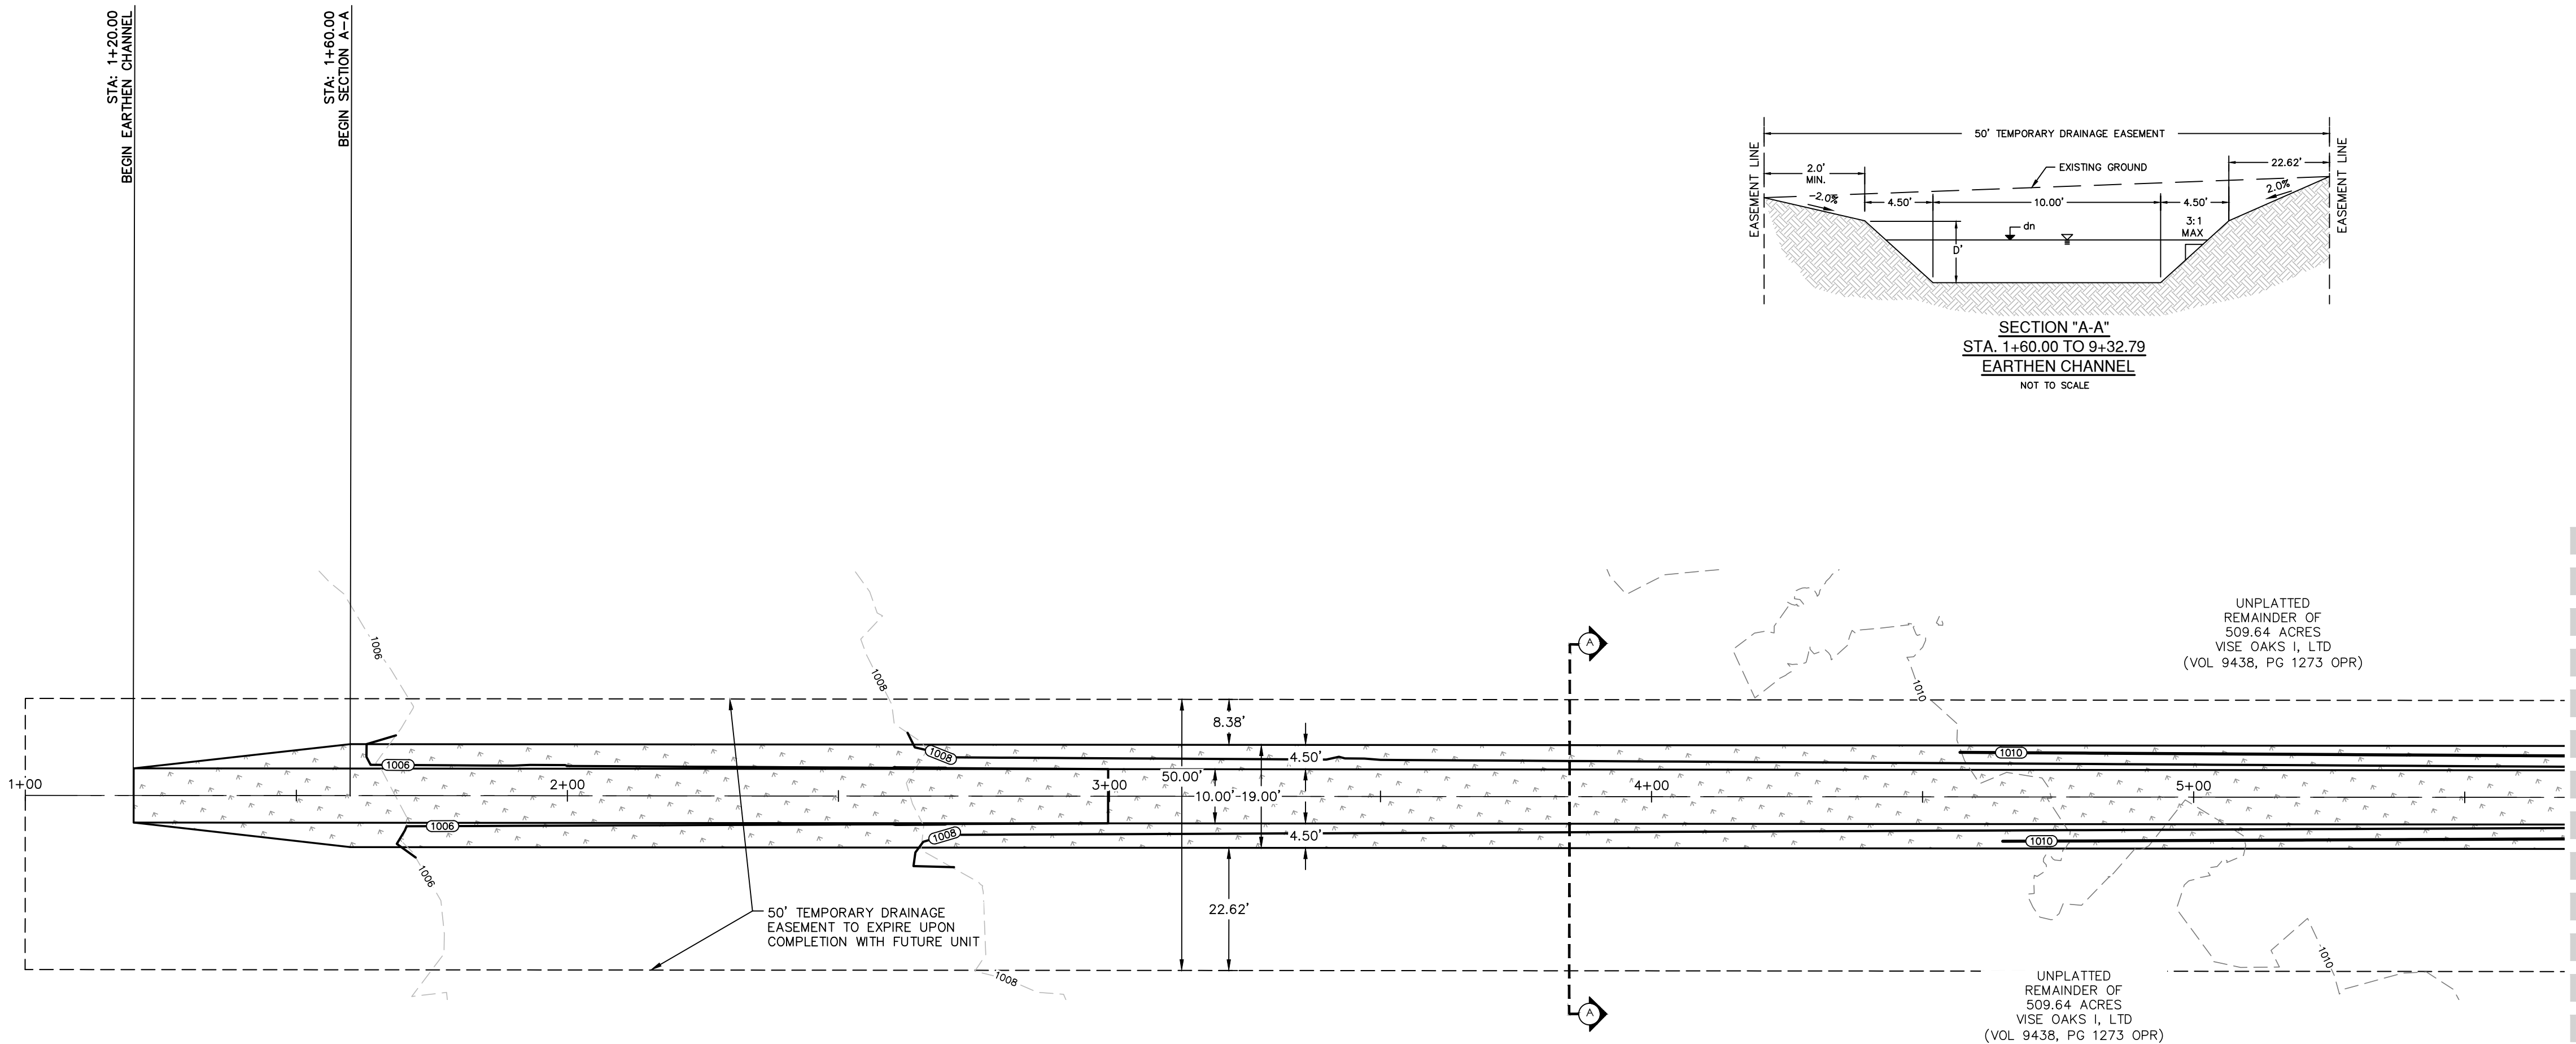 STA: 1+20.00
BEGIN EARTHEN CHANNEL
STA: 1+60.00
BEGIN SECTION A-A
50' TEMPORARY DRAINAGE EASEMENT
EASEMENT LINE
2.0'
MIN.
EXISTING GROUND
22.62'
EASEMENT LINE
-2.0%
2.0%
4.50'
10.00'
4.50'
3:1
MAX
dn
D'
SECTION "A-A"
STA. 1+60.00 TO 9+32.79
EARTHEN CHANNEL
NOT TO SCALE
UNPLATTED
REMAINDER OF
509.64 ACRES
VISE OAKS I, LTD
(VOL 9438, PG 1273 OPR)
1006
1008
A
1010
8.38'
1006
1008
4.50'
1010
50.00'
1+00
2+00
3+00
4+00
5+00
10.00'
19.00'
1006
1008
4.50'
1010
1006
22.62'
50' TEMPORARY DRAINAGE
EASEMENT TO EXPIRE UPON
COMPLETION WITH FUTURE UNIT
1008
1010
A
UNPLATTED
REMAINDER OF
509.64 ACRES
VISE OAKS I, LTD
(VOL 9438, PG 1273 OPR)